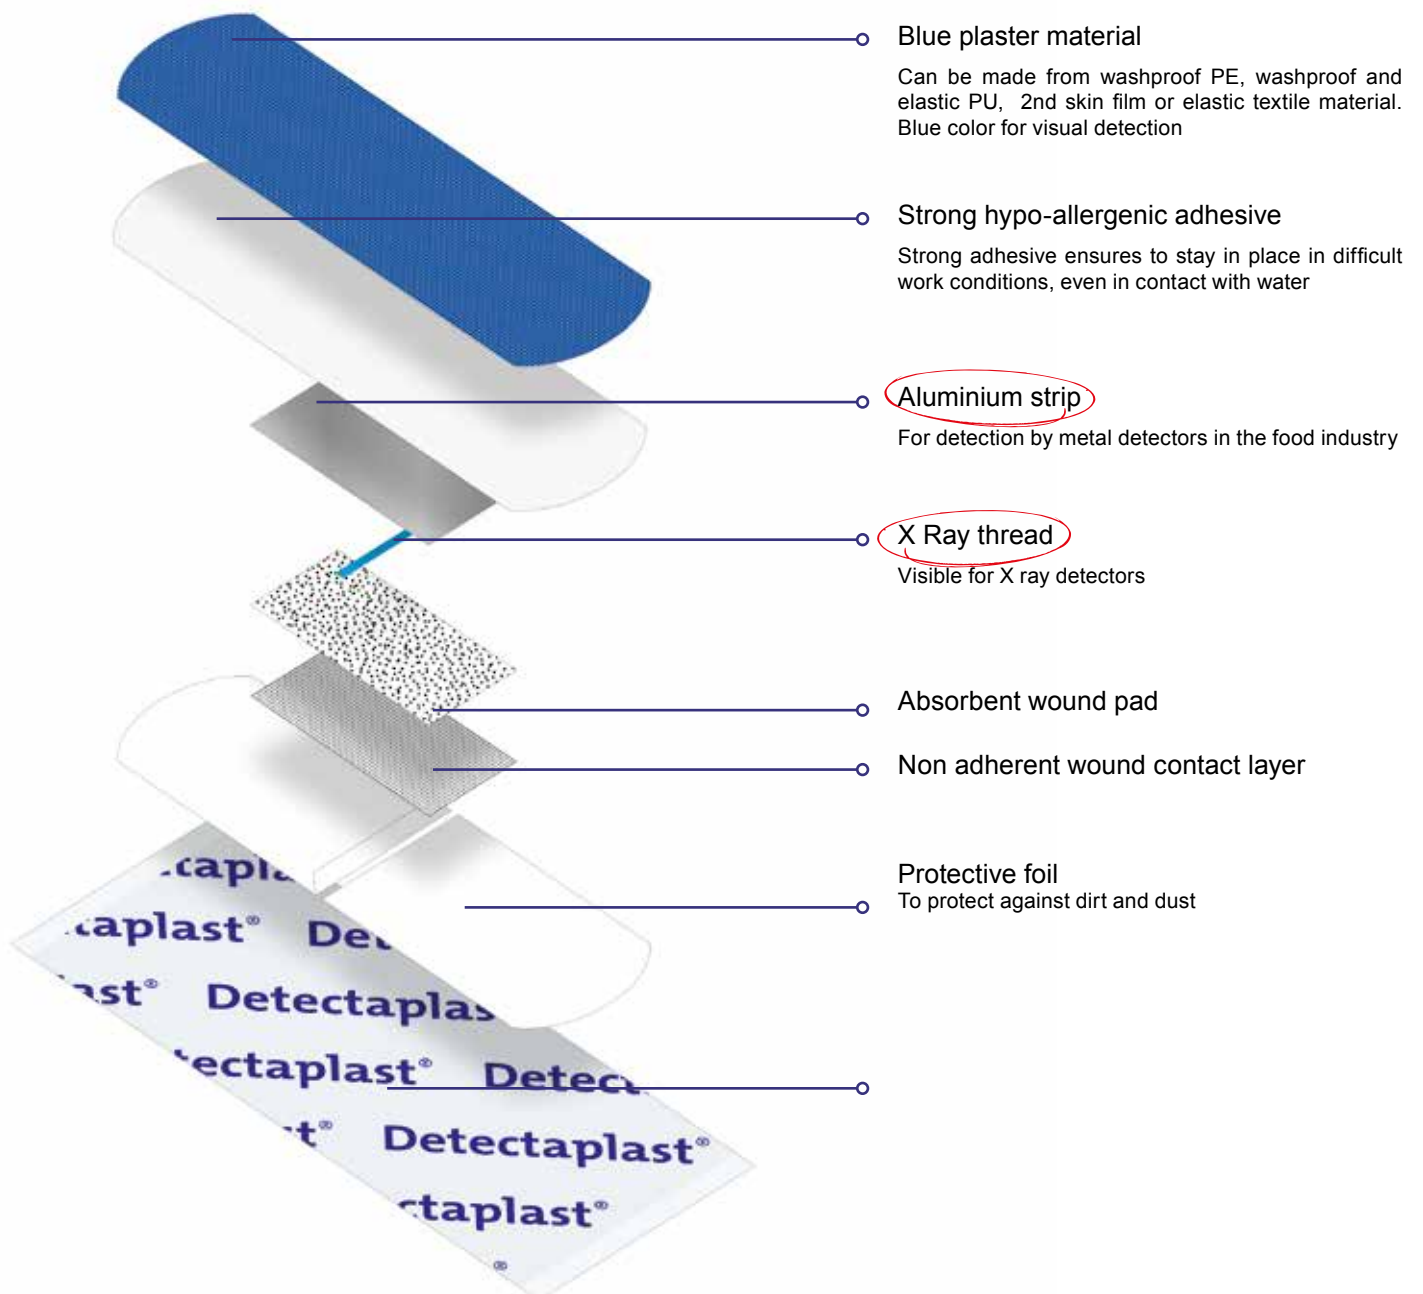 Blue plaster material
Can be made from washproof PE, washproof and
elastic PU, 2nd skin film or elastic textile material.
Blue color for visual detection
Strong hypo-allergenic adhesive
Strong adhesive ensures to stay in place in difficult
work conditions, even in contact with water
Aluminium strip
For detection by metal detectors in the food industry
X Ray thread
Visible for X ray detectors
Absorbent wound pad
Non adherent wound contact layer
Protective foil
To protect against dirt and dust
Detectaplast®
Detectaplast®